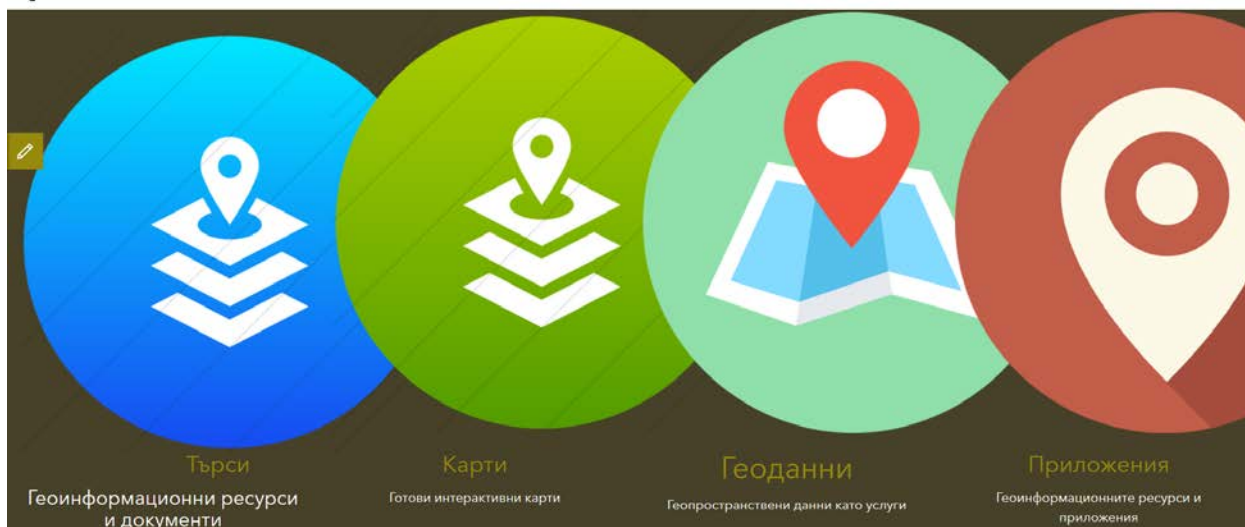 Търси
Геоинформационни ресурси
и документи
Карти
Готови интерактивни карти
Геоданни
Геопространствени данни като услуги
Приложения
Геоинформационните ресурси и
приложения